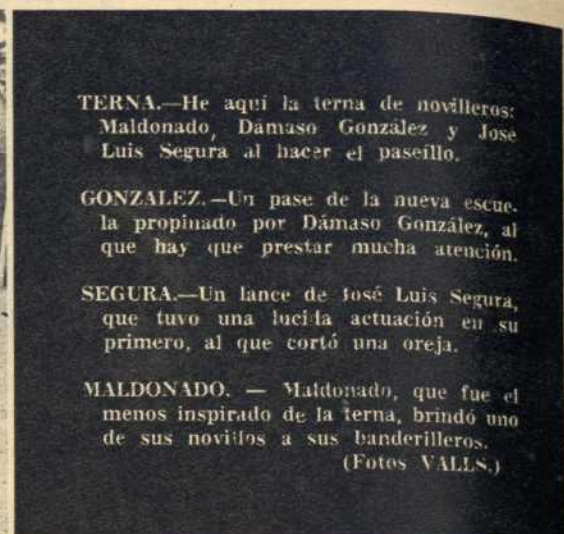 TERNA.—He aquí la terna de novilleros:
Maldonado, Dámaso González y José
Luis Segura al hacer el paseíllo.
GONZALEZ.—Un pase de la nueva escue-
la propinado por Dámaso González, al
que hay que prestar mucha atención.
SEGURA.—Un lance de José Luis Segura,
que tuvo una lucida actuación en su
primero, al que cortó una oreja.
MALDONADO. — Maldonado, que fue el
menos inspirado de la terna, brindó uno
de sus novillos a sus banderilleros.
(Fotos VALLS.)